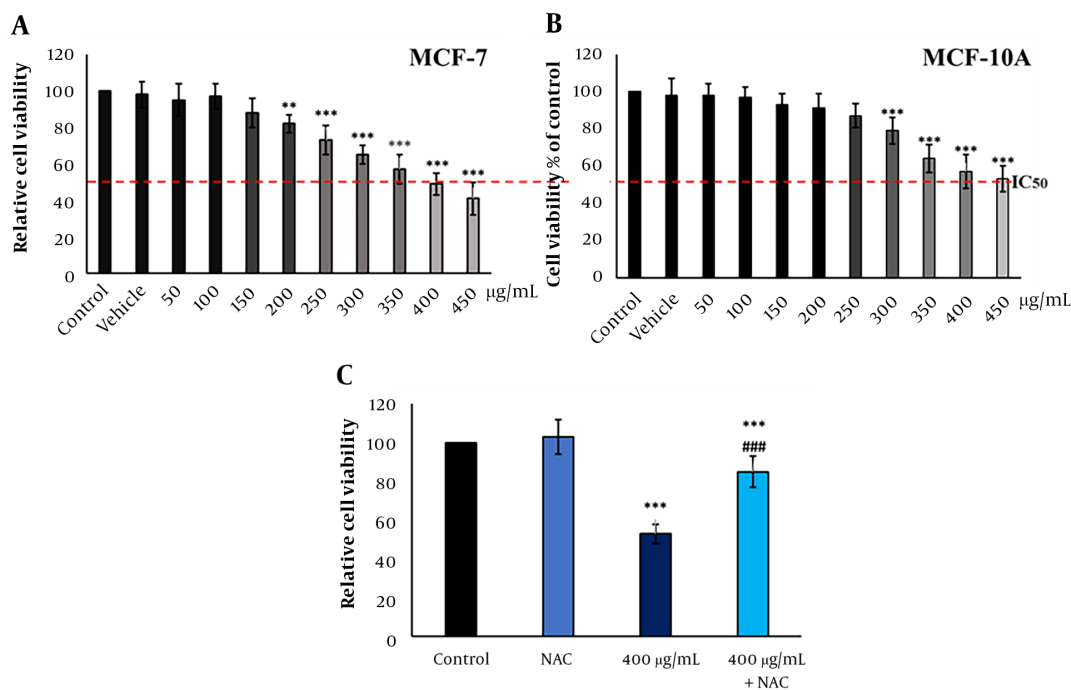 A
MCF-7
Relative cell viability
120
100
80
60
40
20
0
**
***
***
***
***
***
Control
Vehicle
50
100
150
200
250
300
350
400
450
µg/mL
B
MCF-10A
Cell viability % of control
120
100
80
60
40
20
0
***
***
***
***
IC50
Control
Vehicle
50
100
150
200
250
300
350
400
450
µg/mL
C
Relative cell viability
120
100
80
60
40
20
0
***
***
###
Control
NAC
400 µg/mL
400 µg/mL
+ NAC